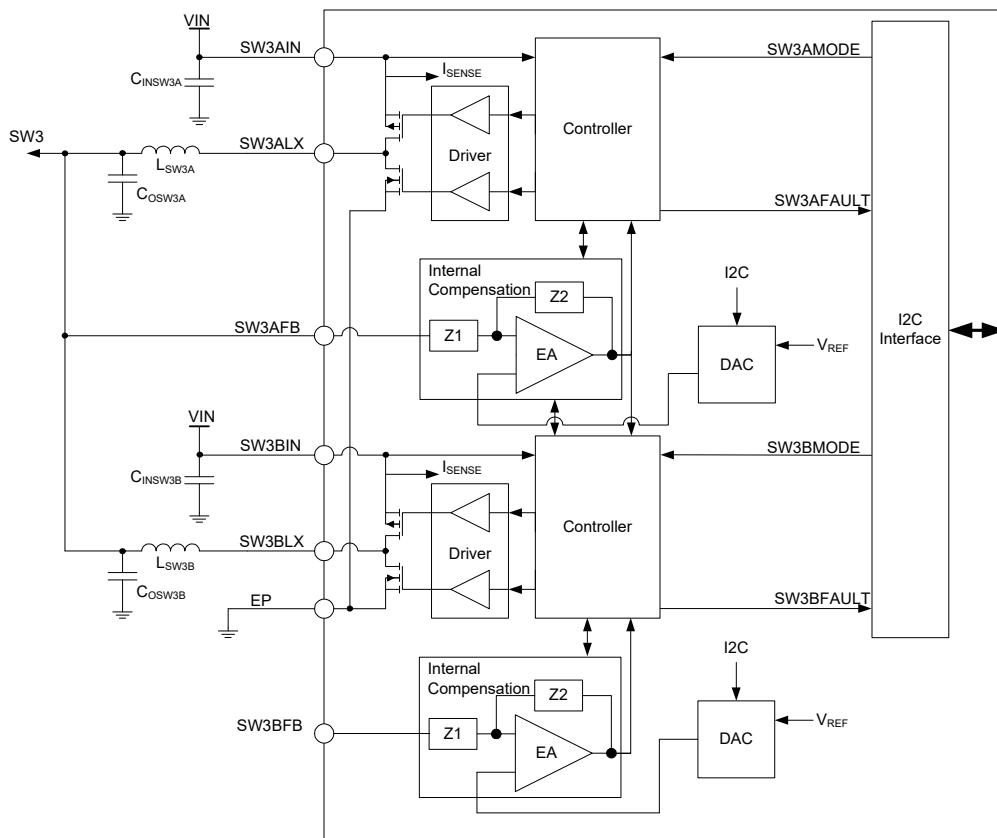 VIN
SW3AIN
CINSW3A
ISENSE
SW3AMODE
Controller
SW3
SW3ALX
LSW3A
COSW3A
Driver
SW3AFAULT
Internal
Compensation
Z2
I2C
SW3AFB
Z1
EA
DAC
VREF
I2C
Interface
VIN
SW3BIN
CINSW3B
ISENSE
SW3BMODE
Controller
SW3BLX
LSW3B
COSW3B
Driver
EP
SW3BFAULT
Internal
Compensation
Z2
I2C
SW3BFB
Z1
EA
DAC
VREF